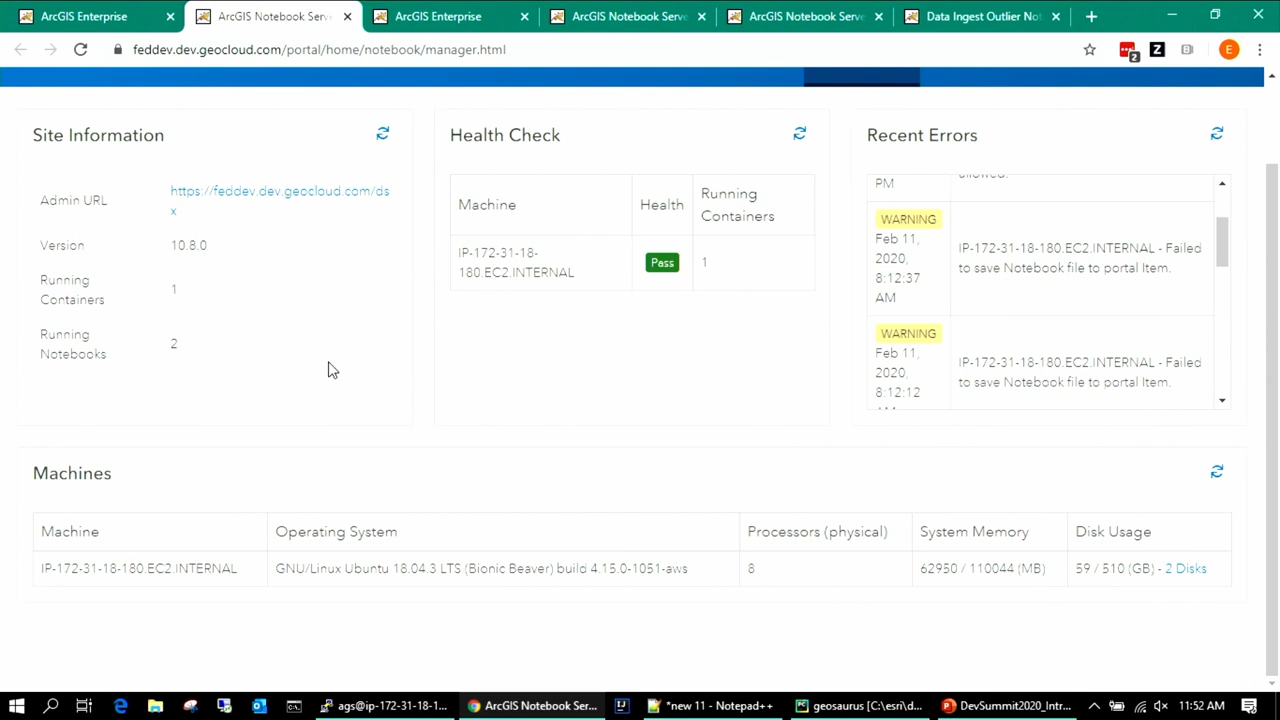 ArcGIS Enterprise
ArcGIS Notebook Serve
ArcGIS Enterprise
ArcGIS Notebook Serve
ArcGIS Notebook Serve
Data Ingest Outlier Not
feddev.dev.geocloud.com/portal/home/notebook/manager.html
2
Z
E
Site Information
Admin URL
https://feddev.dev.geocloud.com/ds
x
Version
10.8.0
Running
Containers
1
Running
Notebooks
2
Health Check
Machine
Health
Running
Containers
IP-172-31-18-
180.EC2.INTERNAL
Pass
1
Recent Errors
PM
allowed.
WARNING
Feb 11,
2020,
8:12:37
AM
IP-172-31-18-180.EC2.INTERNAL - Failed
to save Notebook file to portal Item.
WARNING
Feb 11,
2020,
8:12:12
AM
IP-172-31-18-180.EC2.INTERNAL - Failed
to save Notebook file to portal Item.
Machines
Machine
Operating System
Processors (physical)
System Memory
Disk Usage
IP-172-31-18-180.EC2.INTERNAL
GNU/Linux Ubuntu 18.04.3 LTS (Bionic Beaver) build 4.15.0-1051-aws
8
62950 / 110044 (MB)
59 / 510 (GB) - 2 Disks
ags@ip-172-31-18-1...
ArcGIS Notebook Ser...
*new 11 - Notepad++
geosaurus [C:\esri\d...
DevSummit2020_Intr...
11:52 AM